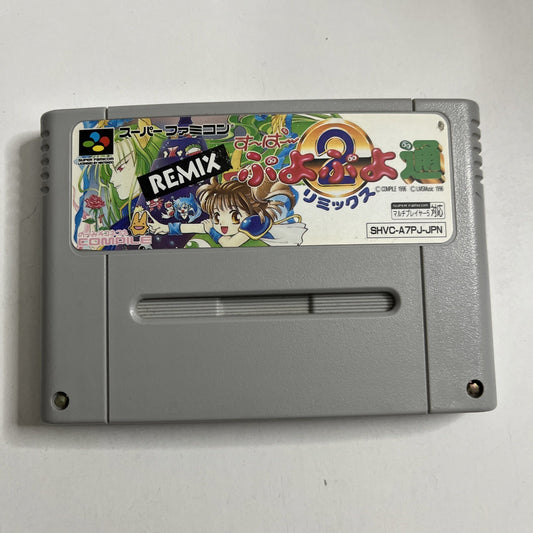 スーパーファミコン
す〜ぱ〜
ぷよぷよ通
2
REMIX
リミックス
©COMPILE 1996 ©LMSMusic 1996
COMPILE
マルチプレイヤー5対応
SHVC-A7PJ-JPN